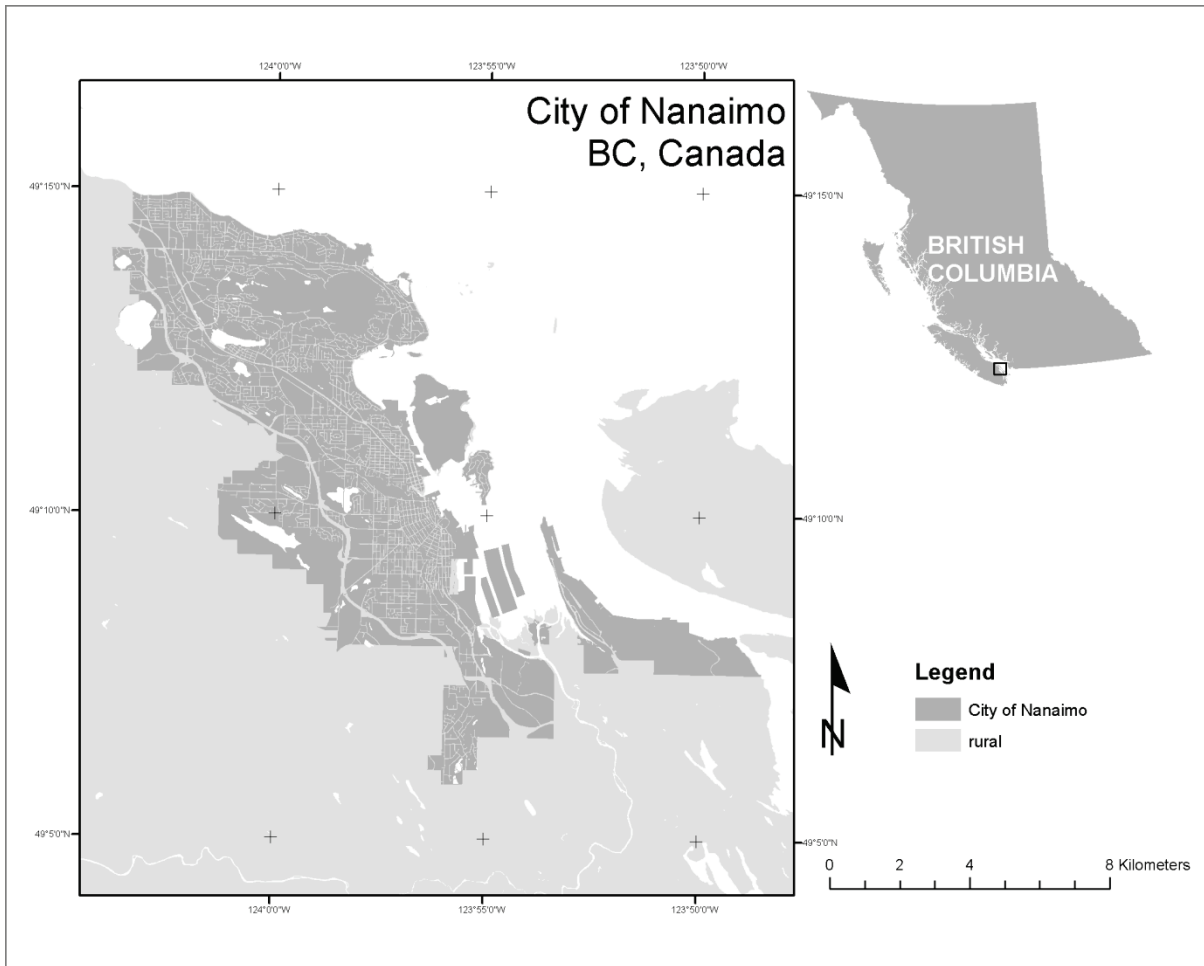 124°0'0"W
123°55'0"W
123°50'0"W
City of Nanaimo
BC, Canada
49°15'0"N
49°15'0"N
BRITISH
COLUMBIA
49°10'0"N
49°10'0"N
Legend
City of Nanaimo
rural
N
49°5'0"N
49°5'0"N
0 2 4 8 Kilometers
124°0'0"W
123°55'0"W
123°50'0"W